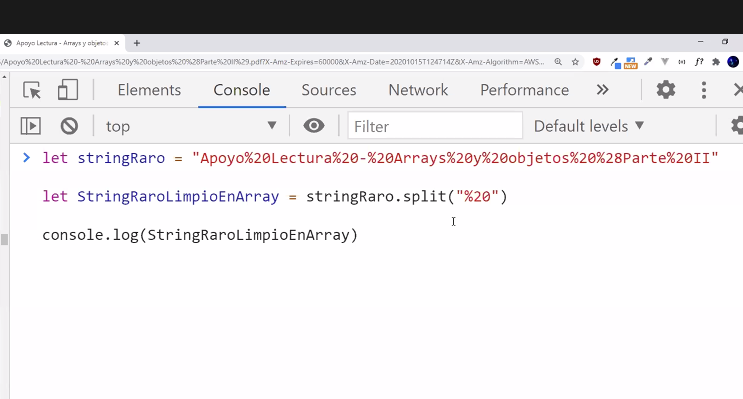 Apoyo Lectura - Arrays y objetos
/Apoyo%20Lectura%20-%20Arrays%20y%20objetos%20%28Parte%20II%29.pdf?X-Amz-Expires=60000&X-Amz-Date=20201015T124714Z&X-Amz-Algorithm=AWS...
NEW
f?
Elements Console Sources Network Performance »
top Filter Default levels
let stringRaro = "Apoyo%20Lectura%20-%20Arrays%20y%20objetos%20%28Parte%20II"
let StringRaroLimpioEnArray = stringRaro.split("%20")
console.log(StringRaroLimpioEnArray)